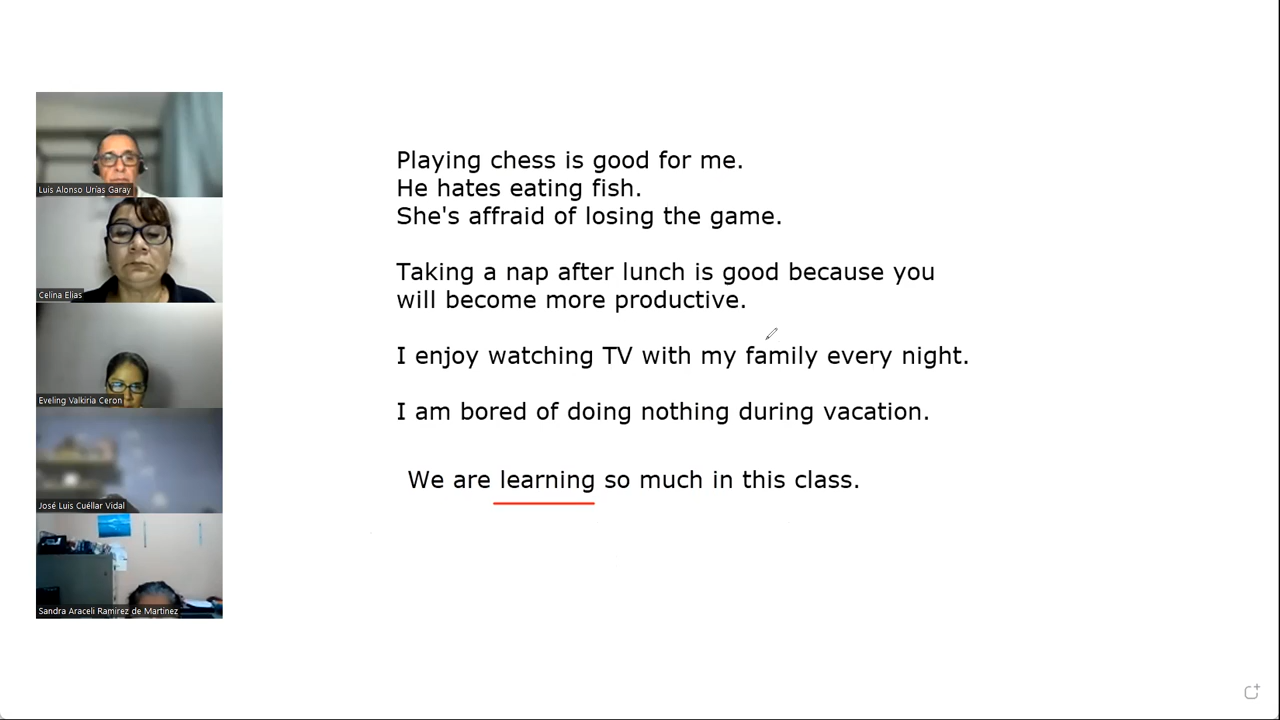 Luis Alonso Urías Garay
Celina Elias
Eveling Valkiria Ceron
José Luis Cuéllar Vidal
Sandra Araceli Ramirez de Martinez
Playing chess is good for me.
He hates eating fish.
She's affraid of losing the game.
Taking a nap after lunch is good because you
will become more productive.
I enjoy watching TV with my family every night.
I am bored of doing nothing during vacation.
We are learning so much in this class.